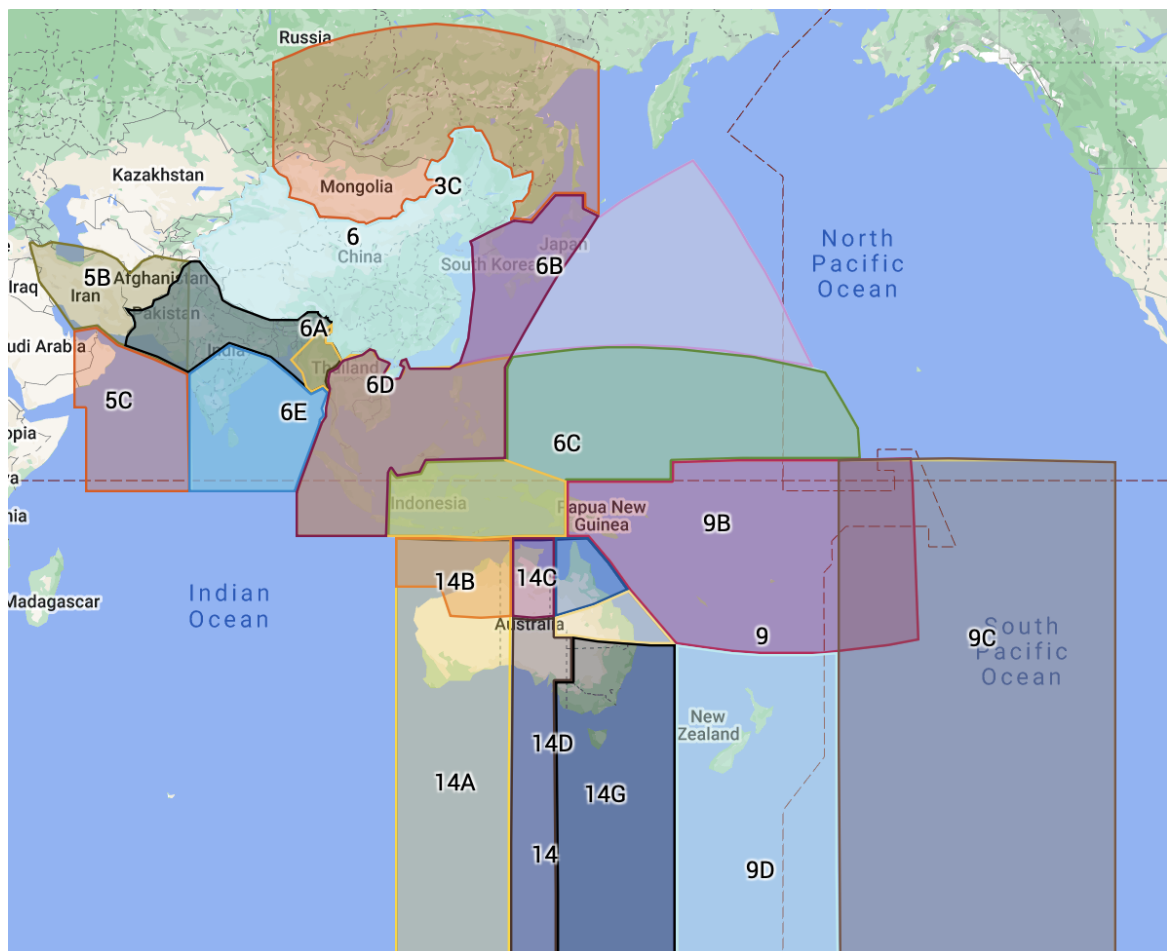 Russia
Kazakhstan
Mongolia
3C
6
China
North
Pacific
Ocean
Japan
South Korea
6B
5B
Afghanistan
Iran
Iraq
Pakistan
6A
audi Arabia
India
Thailand
6D
5C
6E
6C
opia
Indonesia
Papua New
Guinea
9B
nia
Indian
Ocean
Madagascar
14B
14C
Australia
9
9C
South
Pacific
Ocean
New
Zealand
14D
14A
14G
14
9D